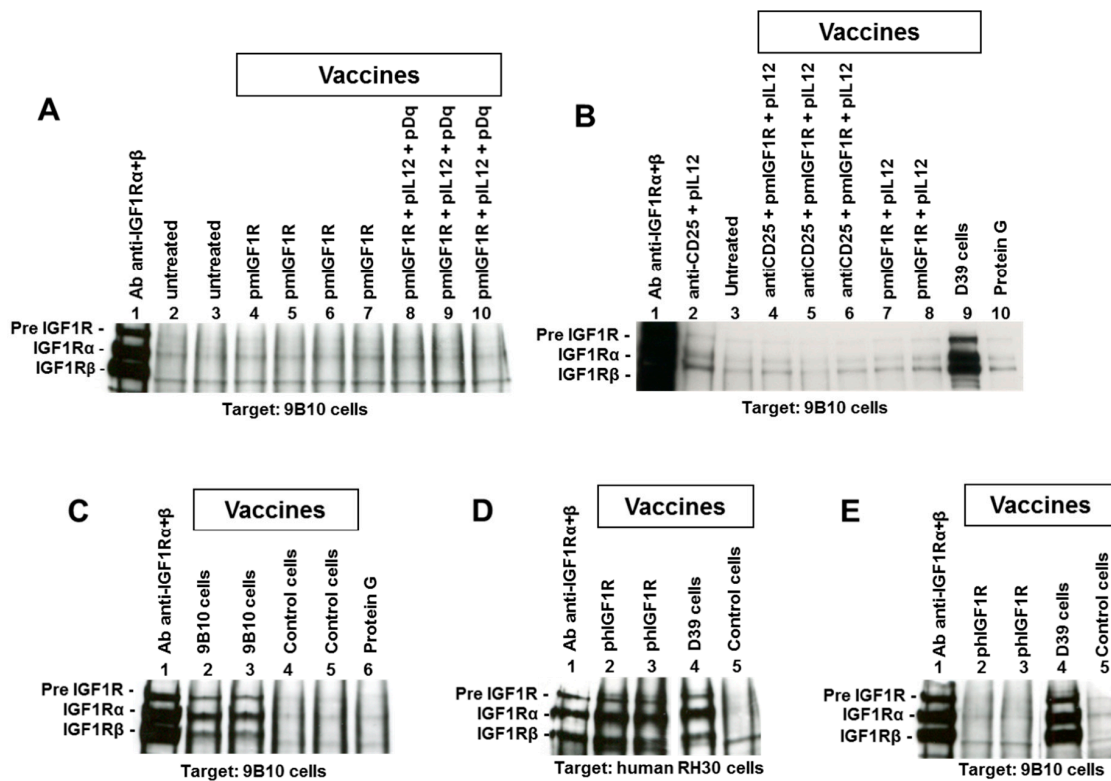 Vaccines
A
Ab anti-IGF1Rα+β
untreated
untreated
pmIGF1R
pmIGF1R
pmIGF1R
pmIGF1R
pmIGF1R + pIL12 + pDq
pmIGF1R + pIL12 + pDq
pmIGF1R + pIL12 + pDq
1 2 3 4 5 6 7 8 9 10
Pre IGF1R -
IGF1Rα -
IGF1Rβ -
Target: 9B10 cells
Vaccines
B
Ab anti-IGF1Rα+β
anti-CD25 + pIL12
Untreated
antiCD25 + pmIGF1R + pIL12
antiCD25 + pmIGF1R + pIL12
antiCD25 + pmIGF1R + pIL12
pmIGF1R + pIL12
pmIGF1R + pIL12
D39 cells
Protein G
1 2 3 4 5 6 7 8 9 10
Pre IGF1R -
IGF1Rα -
IGF1Rβ -
Target: 9B10 cells
Vaccines
C
Ab anti-IGF1Rα+β
9B10 cells
9B10 cells
Control cells
Control cells
Protein G
1 2 3 4 5 6
Pre IGF1R -
IGF1Rα -
IGF1Rβ -
Target: 9B10 cells
Vaccines
D
Ab anti-IGF1Rα+β
phIGF1R
phIGF1R
D39 cells
Control cells
1 2 3 4 5
Pre IGF1R -
IGF1Rα -
IGF1Rβ -
Target: human RH30 cells
Vaccines
E
Ab anti-IGF1Rα+β
phIGF1R
phIGF1R
D39 cells
Control cells
1 2 3 4 5
Pre IGF1R -
IGF1Rα -
IGF1Rβ -
Target: 9B10 cells